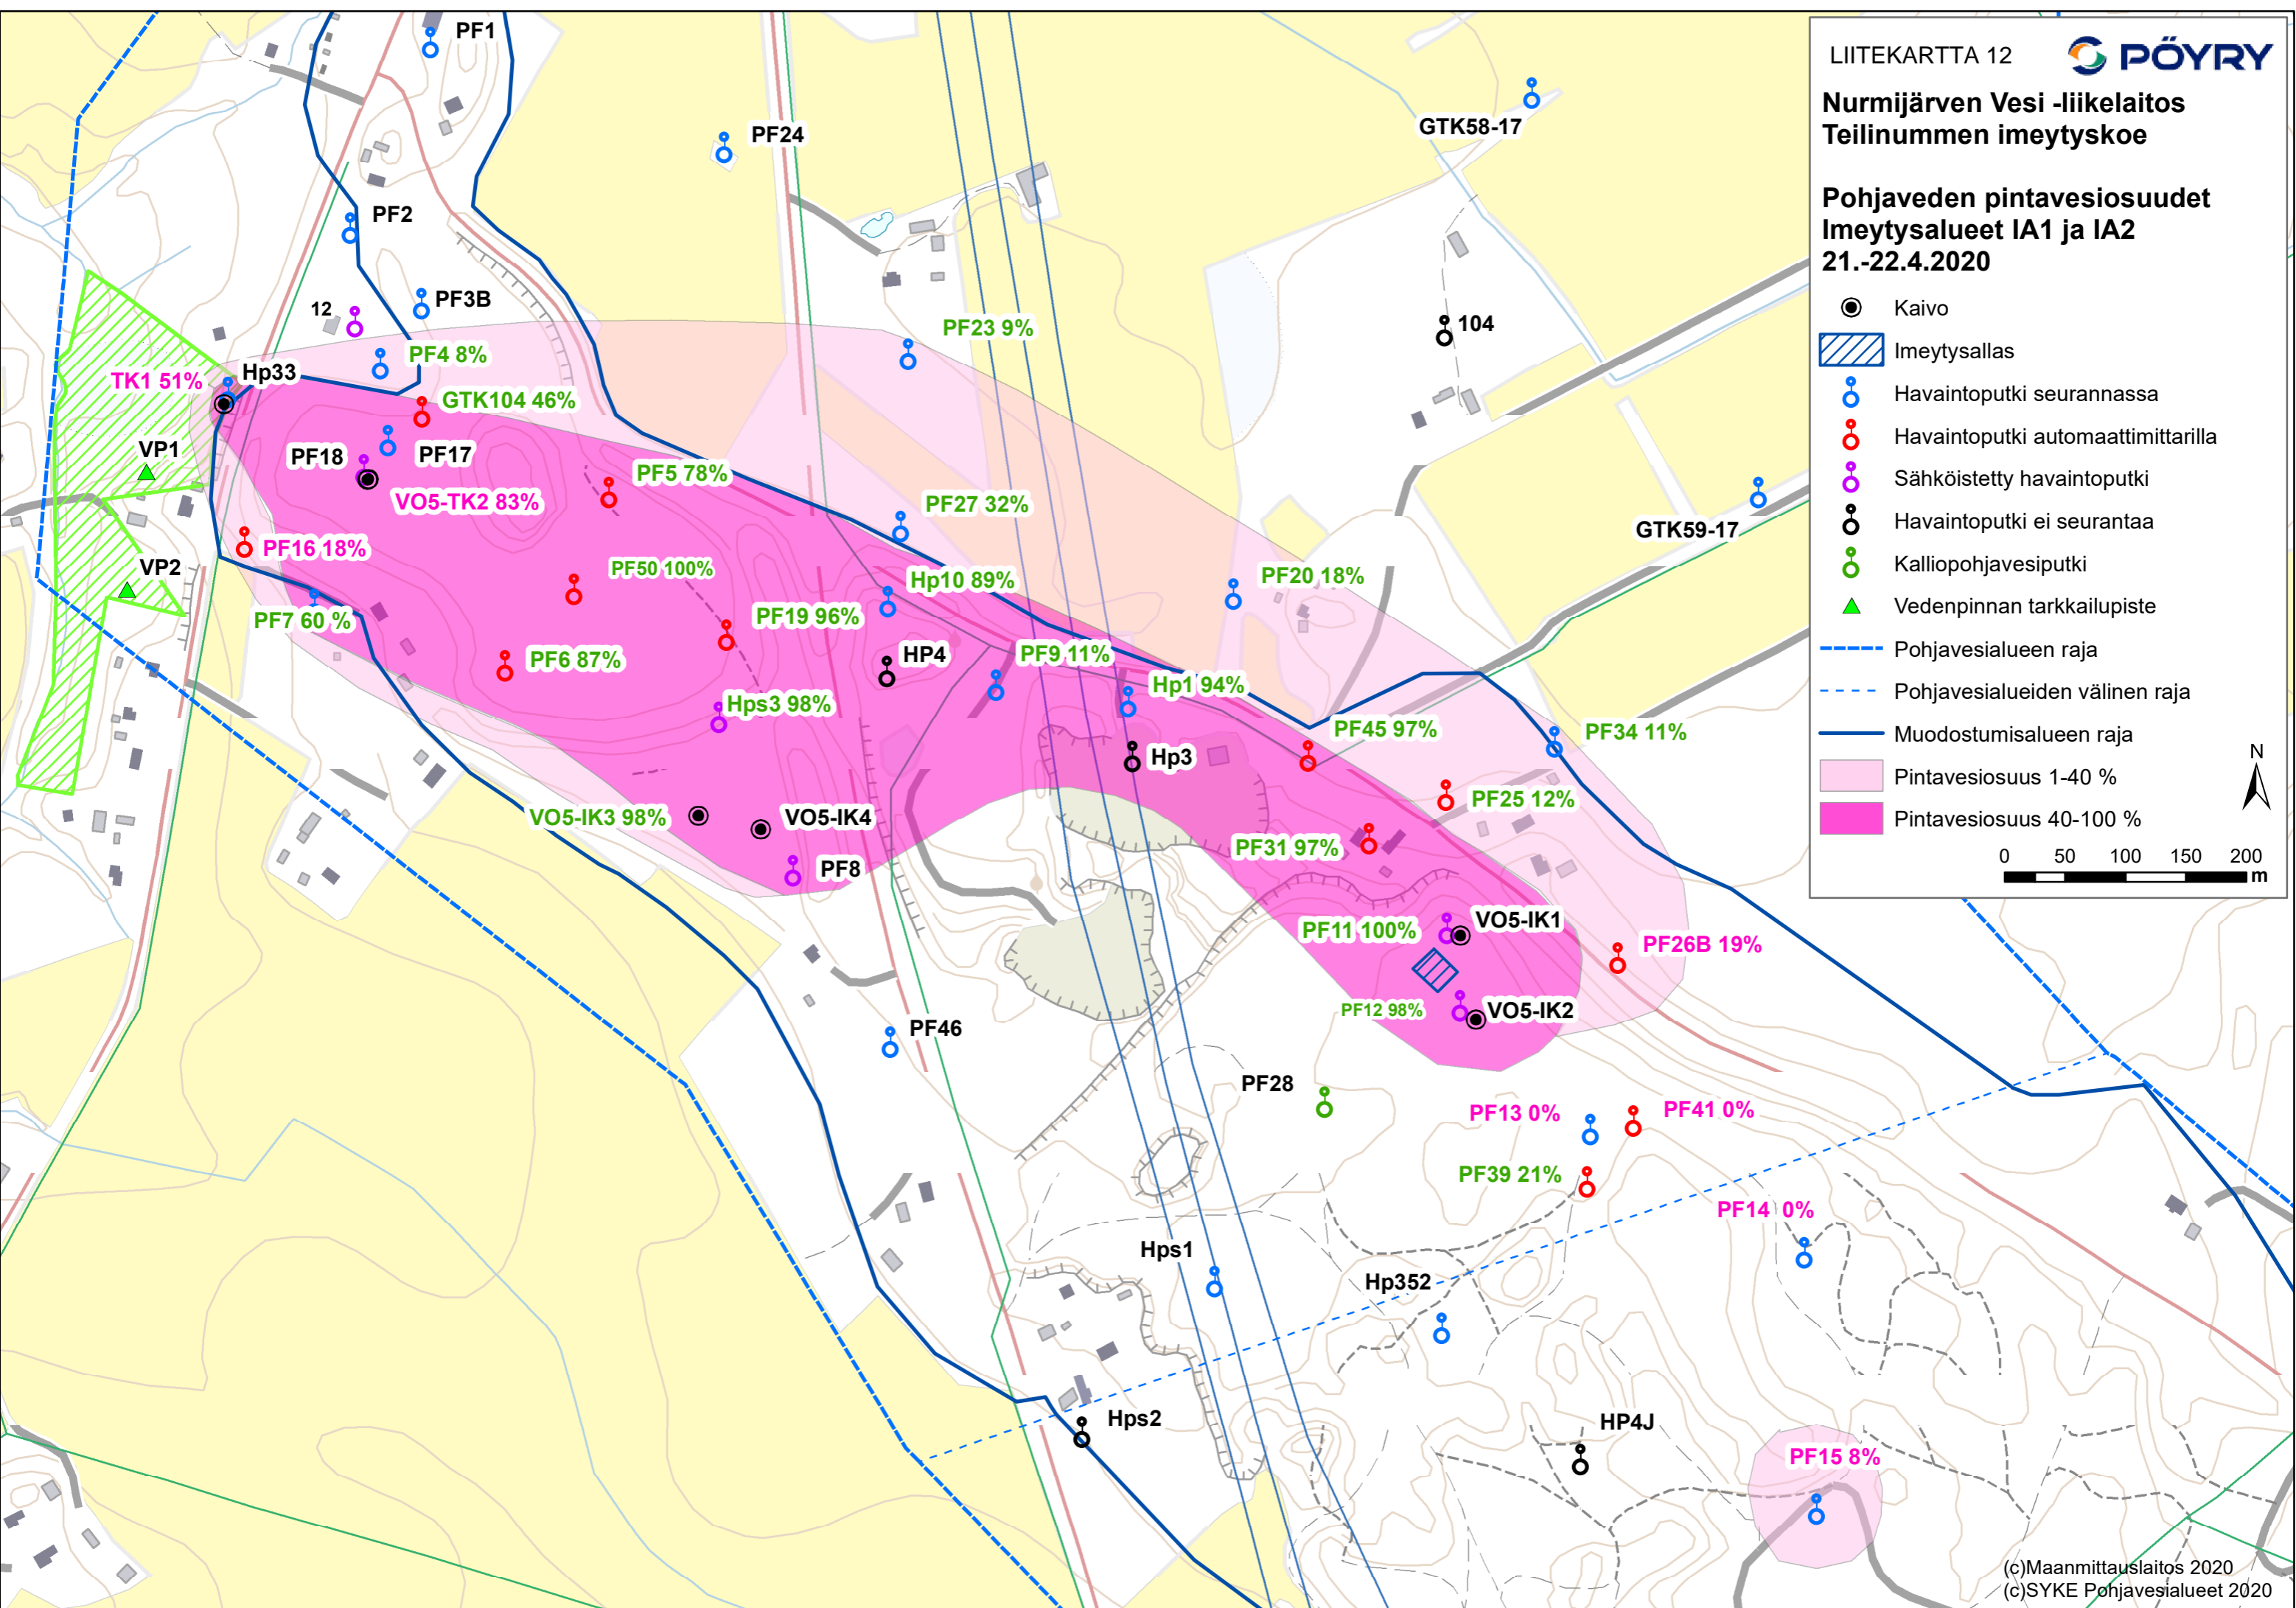 LIITEKARTTA 12
PÖYRY
Nurmijärven Vesi -liikelaitos
Teilinummen imeytyskoe
Pohjaveden pintavesiosuudet
Imeytysalueet IA1 ja IA2
21.-22.4.2020
Kaivo
Imeytysallas
Havaintoputki seurannassa
Havaintoputki automaattimittarilla
Sähköistetty havaintoputki
Havaintoputki ei seurantaa
Kalliopohjavesiputki
Vedenpinnan tarkkailupiste
Pohjavesialueen raja
Pohjavesialueiden välinen raja
Muodostumisalueen raja
Pintavesiosuus 1-40 %
Pintavesiosuus 40-100 %
N
0 50 100 150 200
m
PF1
PF24
GTK58-17
PF2
PF3B
12
PF23 9%
104
PF4 8%
Hp33
TK1 51%
GTK104 46%
VP1
PF18
PF17
PF5 78%
VO5-TK2 83%
PF27 32%
GTK59-17
PF16 18%
VP2
PF50 100%
Hp10 89%
PF20 18%
PF7 60 %
PF19 96%
PF6 87%
HP4
PF9 11%
Hp1 94%
Hps3 98%
PF45 97%
PF34 11%
Hp3
PF25 12%
VO5-IK3 98%
VO5-IK4
PF31 97%
PF8
VO5-IK1
PF11 100%
PF26B 19%
PF12 98%
VO5-IK2
PF46
PF28
PF13 0%
PF41 0%
PF39 21%
PF14 0%
Hps1
Hp352
Hps2
HP4J
PF15 8%
(c)Maanmittauslaitos 2020
(c)SYKE Pohjavesialueet 2020